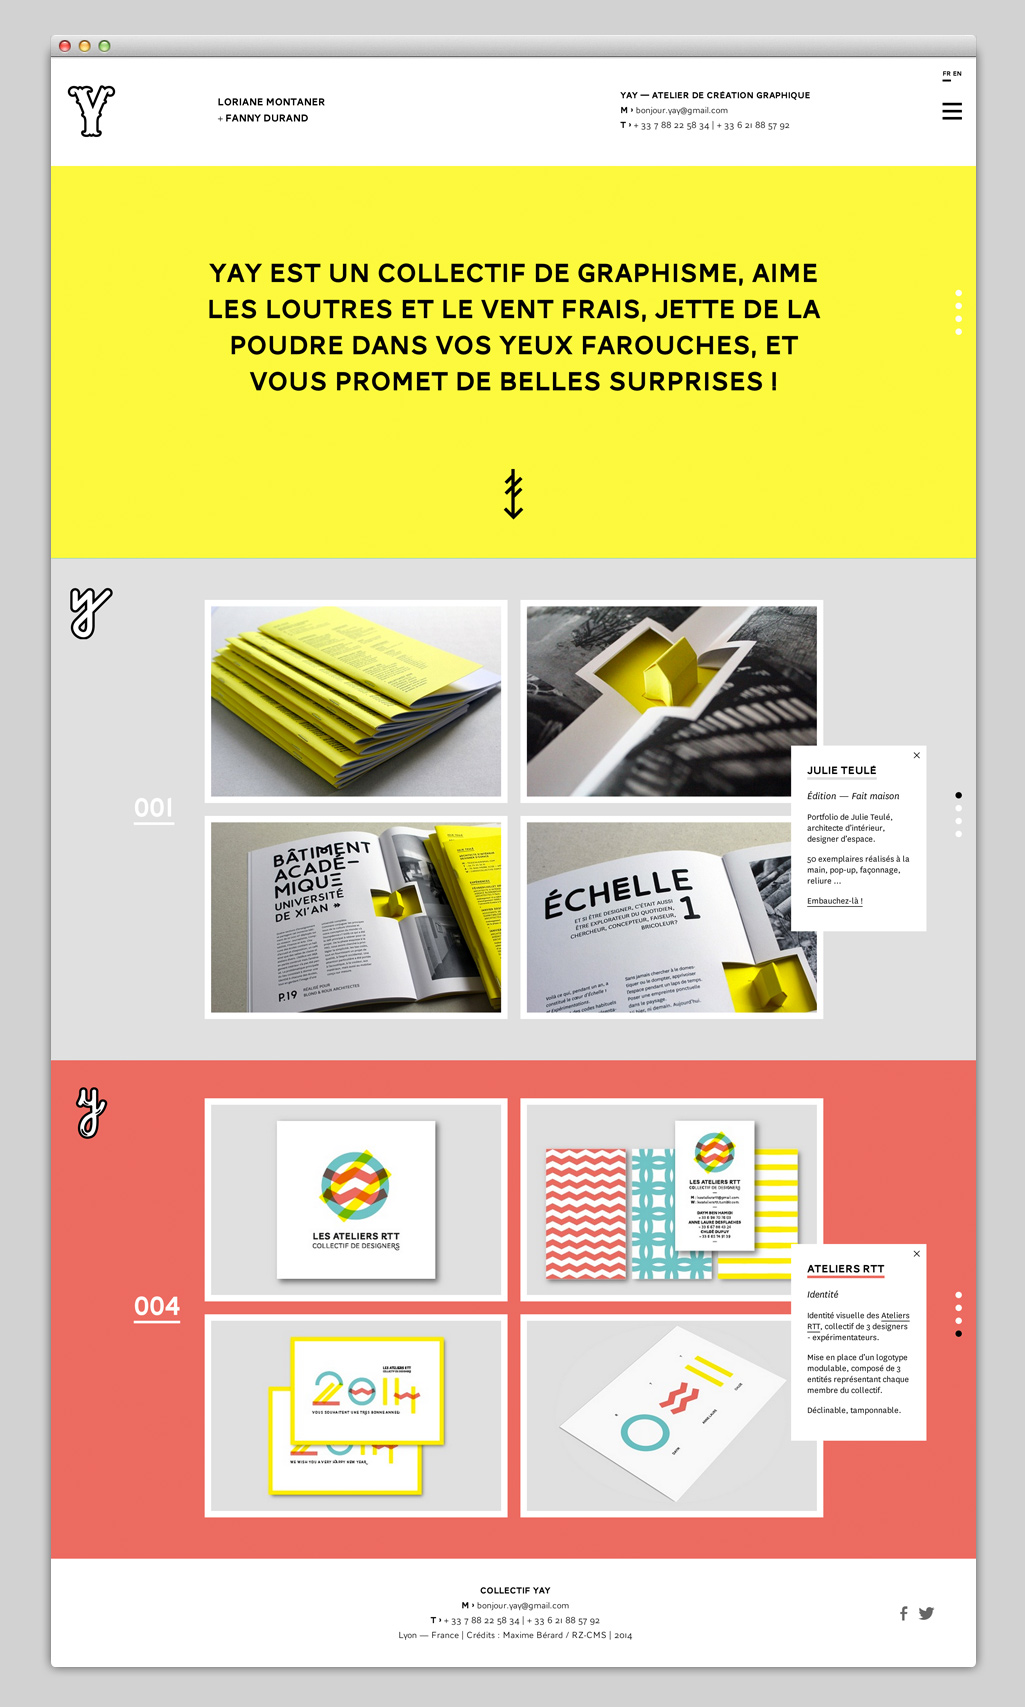 Y
LORIANE MONTANER
+ FANNY DURAND
YAY — ATELIER DE CRÉATION GRAPHIQUE
M › bonjour.yay@gmail.com
T › + 33 7 88 22 58 34 | + 33 6 21 88 57 92
FR EN
YAY EST UN COLLECTIF DE GRAPHISME, AIME
LES LOUTRES ET LE VENT FRAIS, JETTE DE LA
POUDRE DANS VOS YEUX FAROUCHES, ET
VOUS PROMET DE BELLES SURPRISES !
y
001
BÂTIMENT
ACADÉ—
MIQUE
UNIVERSITÉ
DE XI'AN
P.19
RÉALISÉ POUR
ÉCHELLE
1
ET SI ÊTRE DESIGNER, C'ÉTAIT AUSSI
ÊTRE EXPLORATEUR DU QUOTIDIEN,
CHERCHEUR, CONCEPTEUR, FAISEUR,
BRICOLEUR?
JULIE TEULÉ
Édition — Fait maison
Portfolio de Julie Teulé,
architecte d'intérieur,
designer d'espace.
50 exemplaires réalisés à la
main, pop-up, façonnage,
reliure ...
Embauchez-là !
y
004
LES ATELIERS RTT
COLLECTIF DE DESIGNERS
LES ATELIERS RTT
COLLECTIF DE DESIGNERS
LES ATELIERS RTT
2014
VOUS SOUHAITENT UNE TRÈS BONNE ANNÉE
WE WISH YOU A VERY HAPPY NEW YEAR
ATELIERS RTT
Identité
Identité visuelle des Ateliers
RTT, collectif de 3 designers
- expérimentateurs.
Mise en place d'un logotype
modulable, composé de 3
entités représentant chaque
membre du collectif.
Déclinable, tamponnable.
COLLECTIF YAY
M › bonjour.yay@gmail.com
T › + 33 7 88 22 58 34 | + 33 6 21 88 57 92
Lyon — France | Crédits : Maxime Bérard / RZ-CMS | 2014